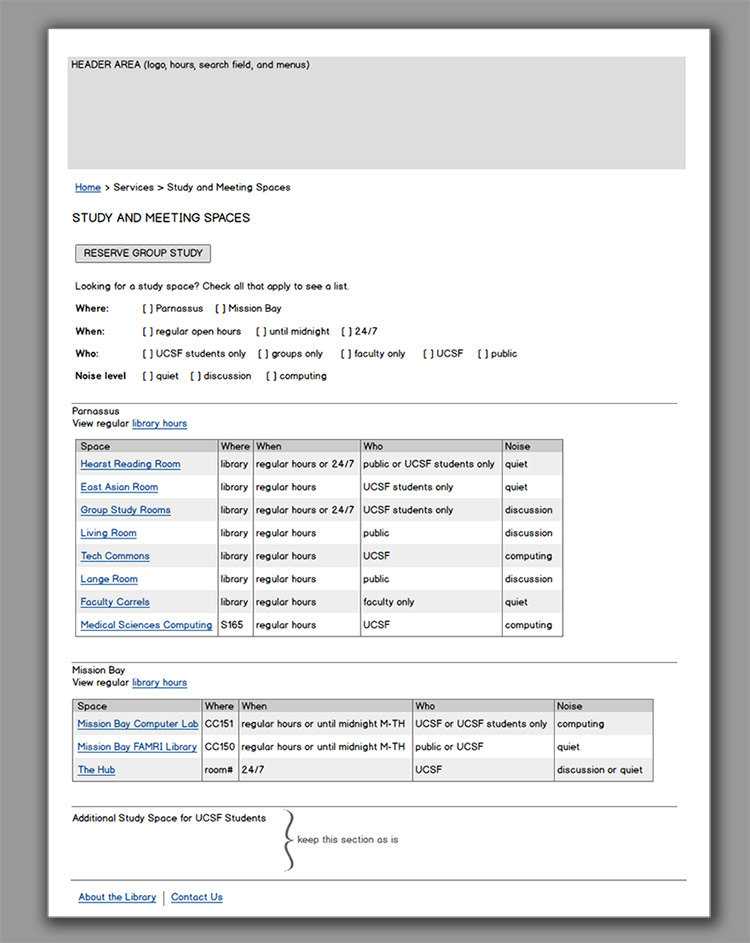 HEADER AREA (logo, hours, search field, and menus)
Home > Services > Study and Meeting Spaces
STUDY AND MEETING SPACES
RESERVE GROUP STUDY
Looking for a study space? Check all that apply to see a list.
Where: [ ] Parnassus [ ] Mission Bay
When: [ ] regular open hours [ ] until midnight [ ] 24/7
Who: [ ] UCSF students only [ ] groups only [ ] faculty only [ ] UCSF [ ] public
Noise level [ ] quiet [ ] discussion [ ] computing
Parnassus
View regular library hours
Space Where When Who Noise
Hearst Reading Room library regular hours or 24/7 public or UCSF students only quiet
East Asian Room library regular hours UCSF students only quiet
Group Study Rooms library regular hours or 24/7 UCSF students only discussion
Living Room library regular hours public discussion
Tech Commons library regular hours UCSF computing
Lange Room library regular hours public discussion
Faculty Carrels library regular hours faculty only quiet
Medical Sciences Computing S165 regular hours UCSF computing
Mission Bay
View regular library hours
Space Where When Who Noise
Mission Bay Computer Lab CC151 regular hours or until midnight M-TH UCSF or UCSF students only computing
Mission Bay FAMRI Library CC150 regular hours or until midnight M-TH public or UCSF quiet
The Hub room# 24/7 UCSF discussion or quiet
Additional Study Space for UCSF Students
keep this section as is
About the Library | Contact Us